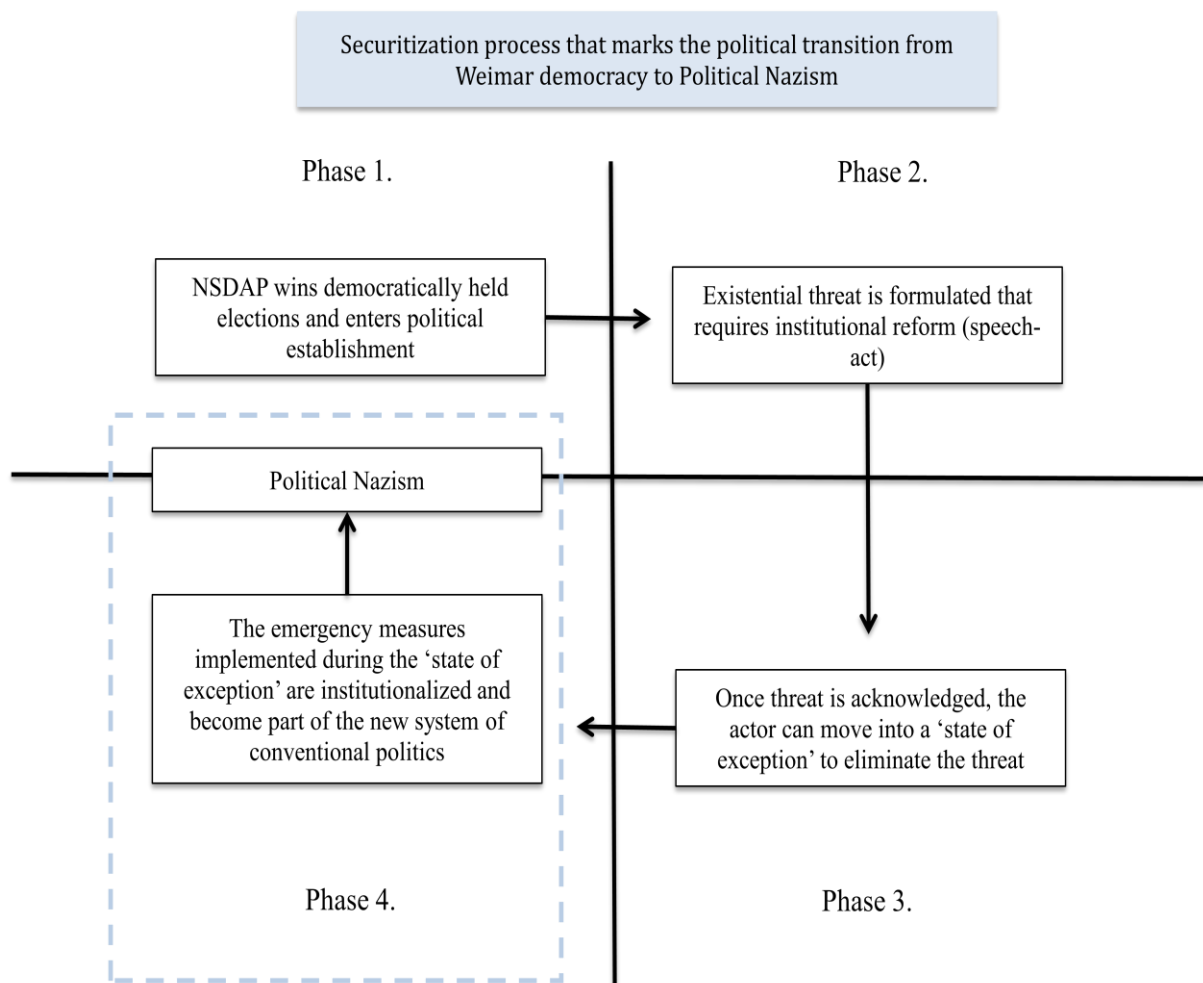 Securitization process that marks the political transition from
Weimar democracy to Political Nazism
Phase 1.
Phase 2.
NSDAP wins democratically held
elections and enters political
establishment
Existential threat is formulated that
requires institutional reform (speech-
act)
Political Nazism
The emergency measures
implemented during the ‘state of
exception’ are institutionalized and
become part of the new system of
conventional politics
Once threat is acknowledged, the
actor can move into a ‘state of
exception’ to eliminate the threat
Phase 4.
Phase 3.